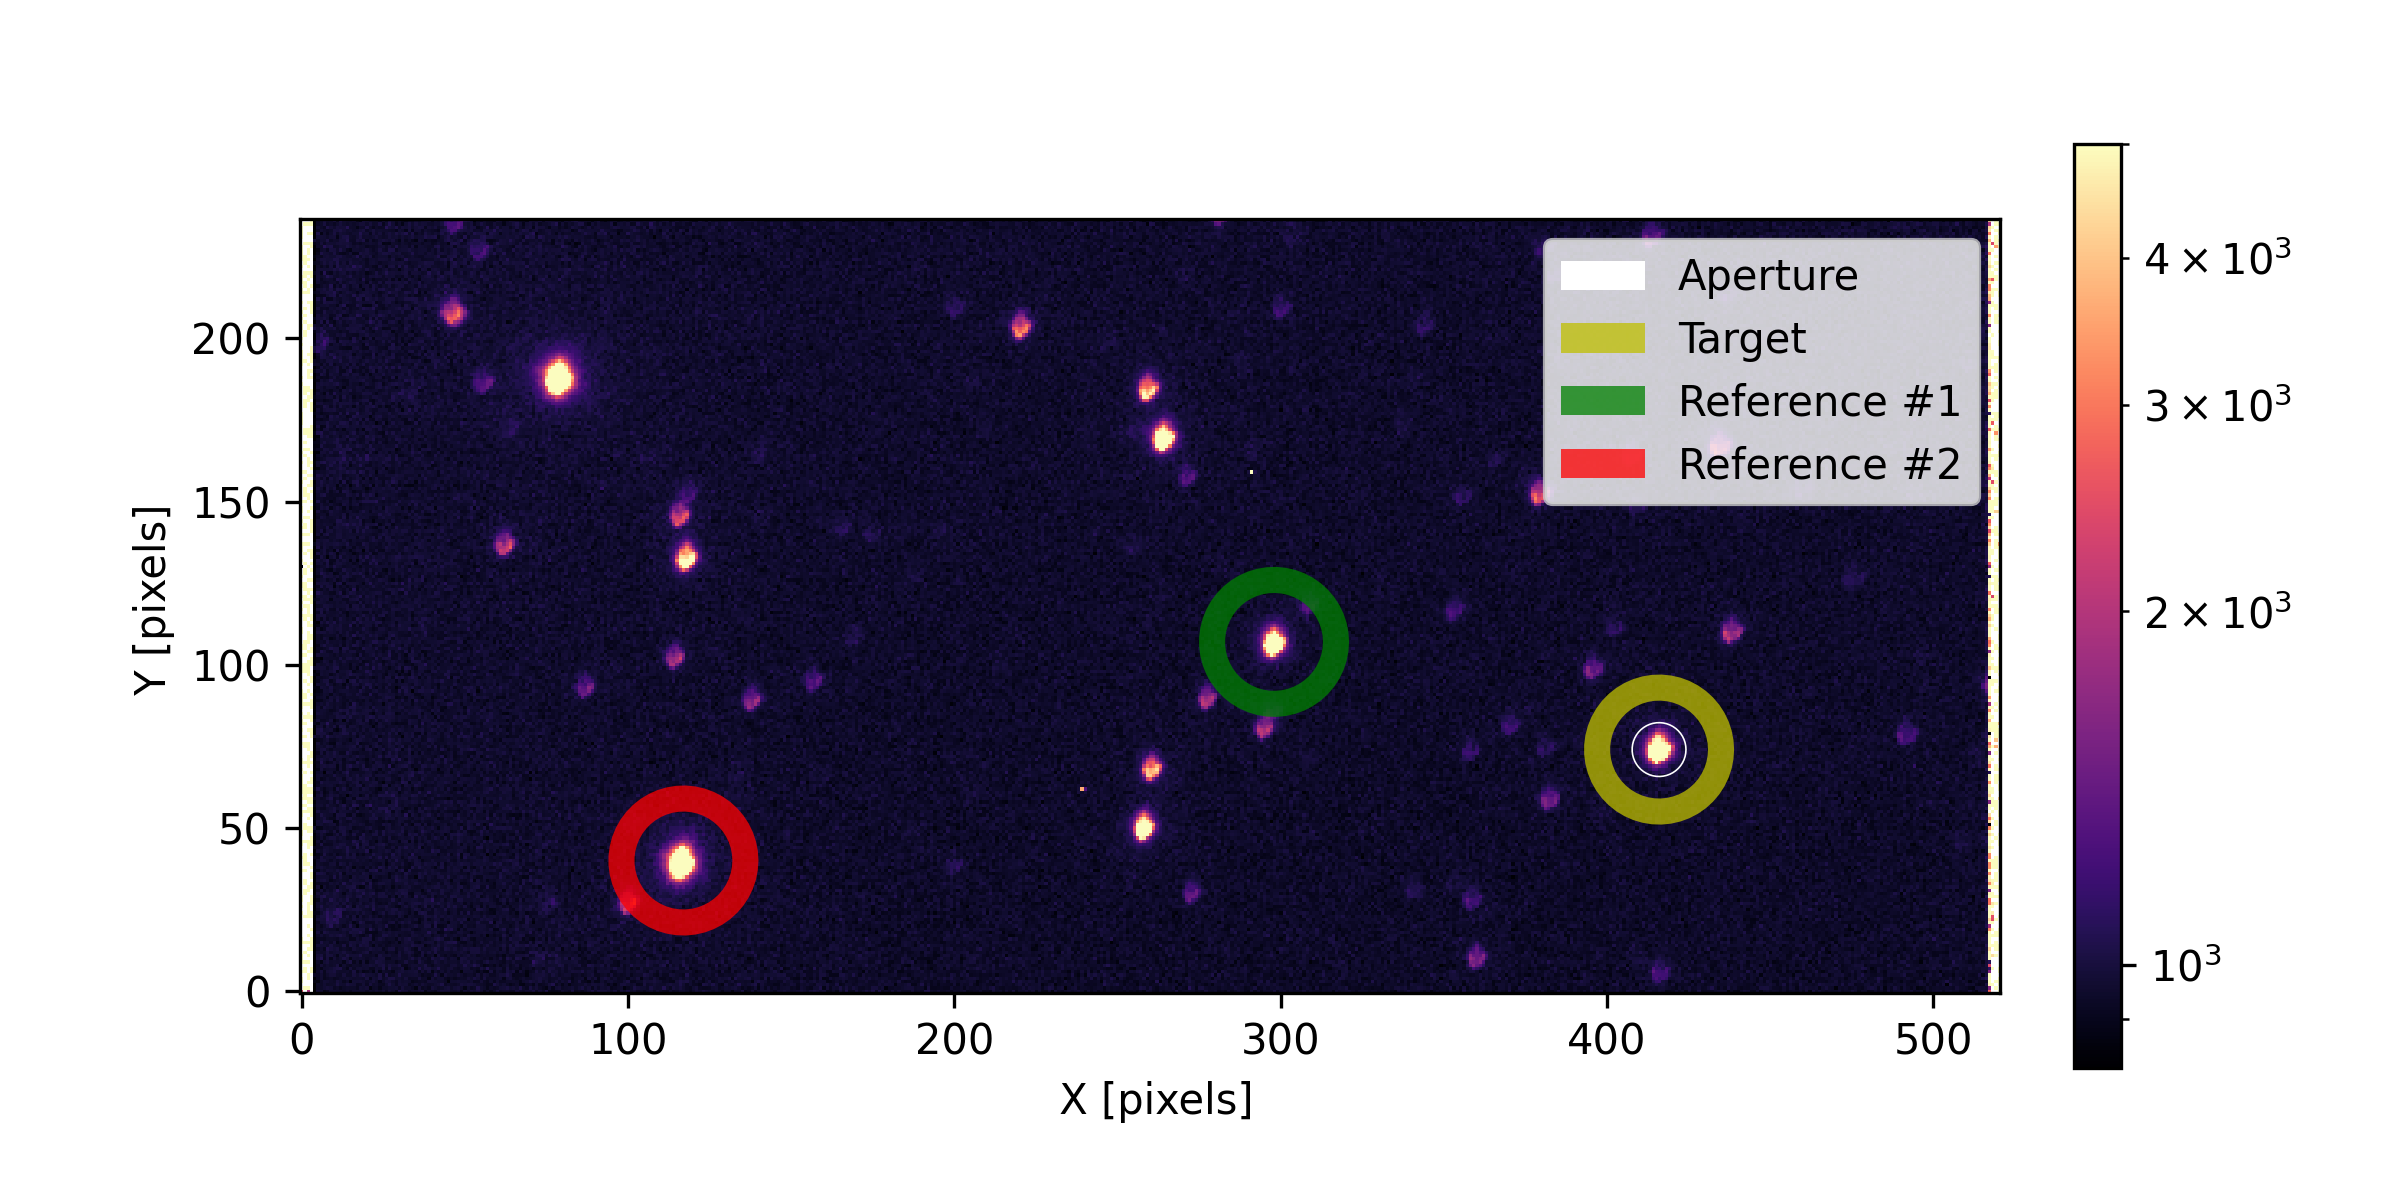 Aperture
Target
Reference #1
Reference #2
200
150
100
50
0
Y [pixels]
0 100 200 300 400 500
X [pixels]
4 × 10³
3 × 10³
2 × 10³
10³